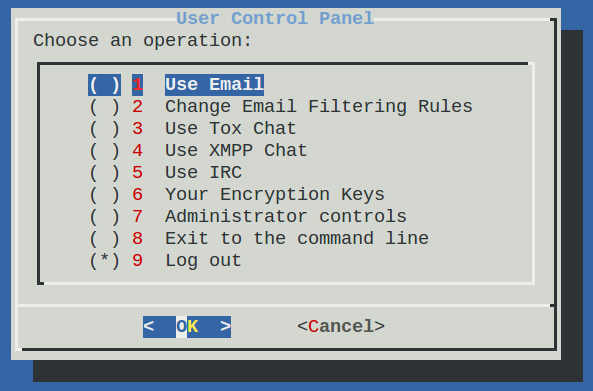 User Control Panel
Choose an operation:
( ) 1 Use Email
( ) 2 Change Email Filtering Rules
( ) 3 Use Tox Chat
( ) 4 Use XMPP Chat
( ) 5 Use IRC
( ) 6 Your Encryption Keys
( ) 7 Administrator controls
( ) 8 Exit to the command line
(*) 9 Log out
< OK > <Cancel>